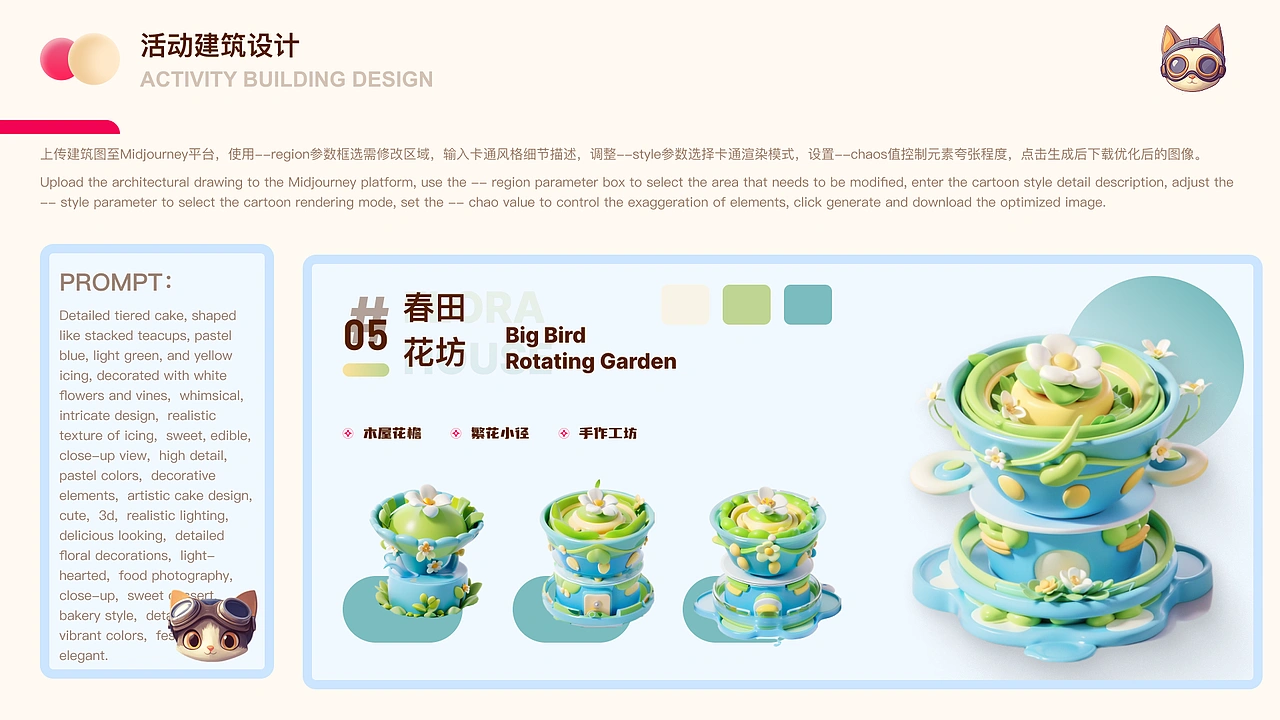 活动建筑设计
ACTIVITY BUILDING DESIGN
上传建筑图至Midjourney平台，使用--region参数框选需修改区域，输入卡通风格细节描述，调整--style参数选择卡通渲染模式，设置--chaos值控制元素夸张程度，点击生成后下载优化后的图像。
Upload the architectural drawing to the Midjourney platform, use the -- region parameter box to select the area that needs to be modified, enter the cartoon style detail description, adjust the
-- style parameter to select the cartoon rendering mode, set the -- chao value to control the exaggeration of elements, click generate and download the optimized image.
PROMPT：
Detailed tiered cake, shaped
like stacked teacups, pastel
blue, light green, and yellow
icing, decorated with white
flowers and vines, whimsical,
intricate design, realistic
texture of icing, sweet, edible,
close-up view, high detail,
pastel colors, decorative
elements, artistic cake design,
cute, 3d, realistic lighting,
delicious looking, detailed
floral decorations, light-
hearted, food photography,
close-up, sweet
bakery style,
vibrant colors,
elegant.
#
05
春田
花坊
Big Bird
Rotating Garden
木屋花檐
繁花小径
手作工坊